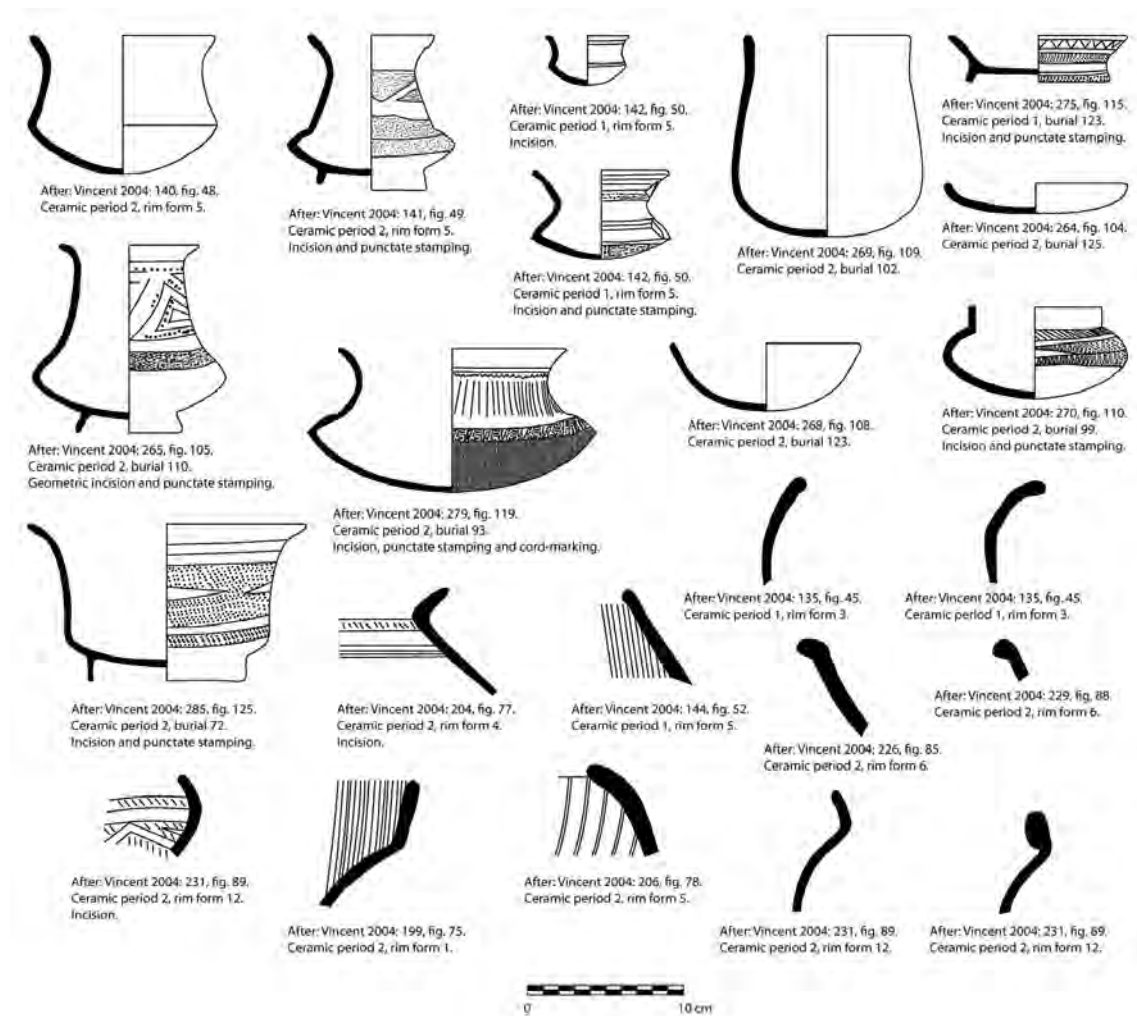 After: Vincent 2004: 140, fig. 48.
Ceramic period 2, rim form 5.
After: Vincent 2004: 141, fig. 49.
Ceramic period 2, rim form 5.
Incision and punctate stamping.
After: Vincent 2004: 142, fig. 50.
Ceramic period 1, rim form 5.
Incision.
After: Vincent 2004: 142, fig. 50.
Ceramic period 1, rim form 5.
Incision and punctate stamping.
After: Vincent 2004: 269, fig. 109.
Ceramic period 2, burial 102.
After: Vincent 2004: 275, fig. 115.
Ceramic period 1, burial 123.
Incision and punctate stamping.
After: Vincent 2004: 264, fig. 104.
Ceramic period 2, burial 125.
After: Vincent 2004: 265, fig. 105.
Ceramic period 2, burial 110.
Geometric incision and punctate stamping.
After: Vincent 2004: 279, fig. 119.
Ceramic period 2, burial 93.
Incision, punctate stamping and cord-marking.
After: Vincent 2004: 268, fig. 108.
Ceramic period 2, burial 123.
After: Vincent 2004: 270, fig. 110.
Ceramic period 2, burial 99.
Incision and punctate stamping.
After: Vincent 2004: 135, fig. 45.
Ceramic period 1, rim form 3.
After: Vincent 2004: 135, fig. 45.
Ceramic period 1, rim form 3.
After: Vincent 2004: 285, fig. 125.
Ceramic period 2, burial 72.
Incision and punctate stamping.
After: Vincent 2004: 204, fig. 77.
Ceramic period 2, rim form 4.
Incision.
After: Vincent 2004: 144, fig. 52.
Ceramic period 1, rim form 5.
After: Vincent 2004: 226, fig. 85.
Ceramic period 2, rim form 6.
After: Vincent 2004: 229, fig. 88.
Ceramic period 2, rim form 6.
After: Vincent 2004: 231, fig. 89.
Ceramic period 2, rim form 12.
Incision.
After: Vincent 2004: 199, fig. 75.
Ceramic period 2, rim form 1.
After: Vincent 2004: 206, fig. 78.
Ceramic period 2, rim form 5.
After: Vincent 2004: 231, fig. 89.
Ceramic period 2, rim form 12.
After: Vincent 2004: 231, fig. 89.
Ceramic period 2, rim form 12.
0 10 cm